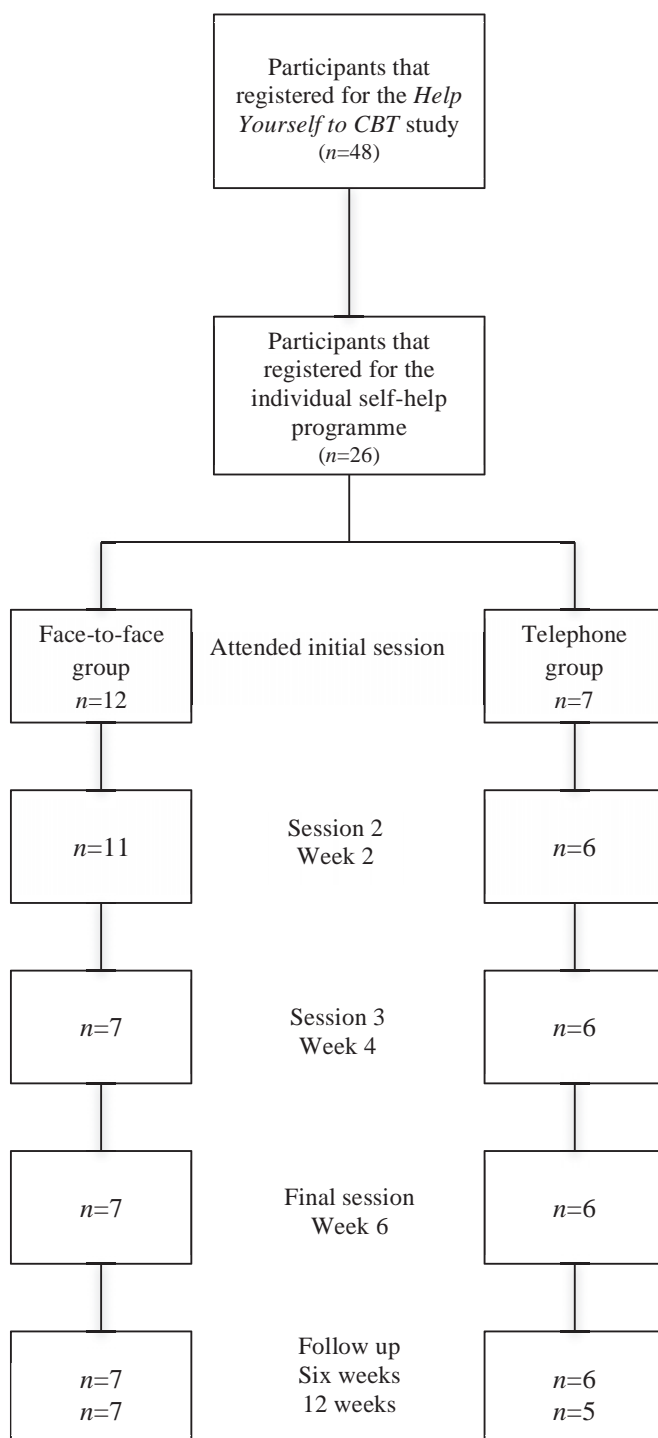 Participants that
registered for the Help
Yourself to CBT study
(n=48)
Participants that
registered for the
individual self-help
programme
(n=26)
Face-to-face
group
n=12
Attended initial session
Telephone
group
n=7
n=11
Session 2
Week 2
n=6
n=7
Session 3
Week 4
n=6
n=7
Final session
Week 6
n=6
n=7
n=7
Follow up
Six weeks
12 weeks
n=6
n=5